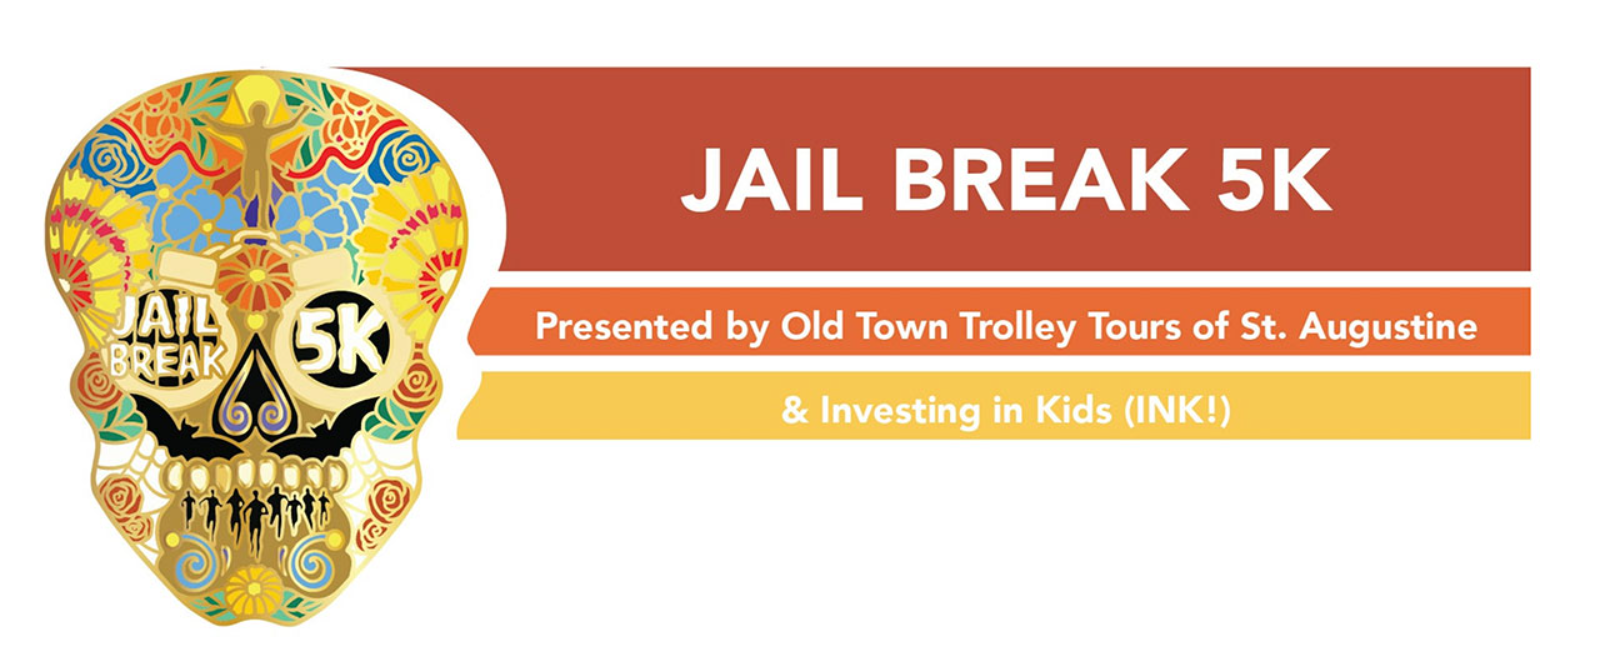 JAIL BREAK 5K
Presented by Old Town Trolley Tours of St. Augustine
& Investing in Kids (INK!)
JAIL
BREAK
5K